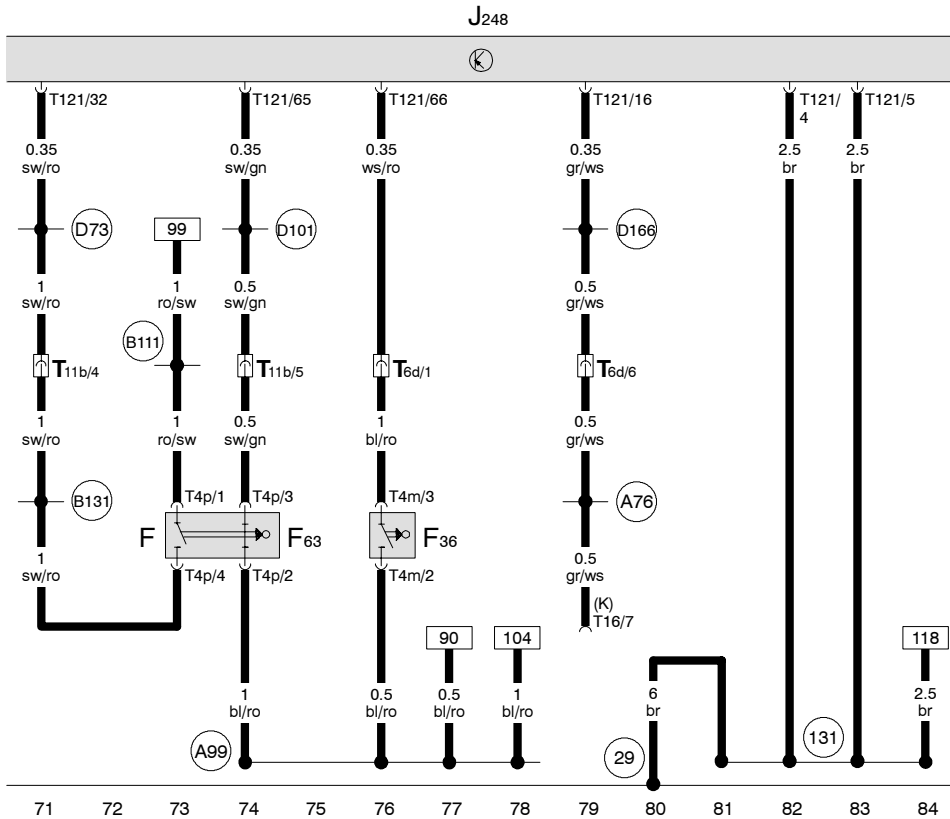 J248
T121/32
T121/65
T121/66
T121/16
T121/
4
T121/5
0.35
sw/ro
0.35
sw/gn
0.35
ws/ro
0.35
gr/ws
2.5
br
2.5
br
D73
99
D101
D166
1
sw/ro
1
ro/sw
0.5
sw/gn
0.5
gr/ws
B111
T11b/4
T11b/5
T6d/1
T6d/6
1
sw/ro
1
ro/sw
0.5
sw/gn
1
bl/ro
0.5
gr/ws
B131
T4p/1
T4p/3
T4m/3
A76
F
F63
F36
1
sw/ro
T4p/4
T4p/2
T4m/2
0.5
gr/ws
(K)
T16/7
90
104
118
1
bl/ro
0.5
bl/ro
0.5
bl/ro
1
bl/ro
6
br
2.5
br
A99
29
131
71 72 73 74 75 76 77 78 79 80 81 82 83 84